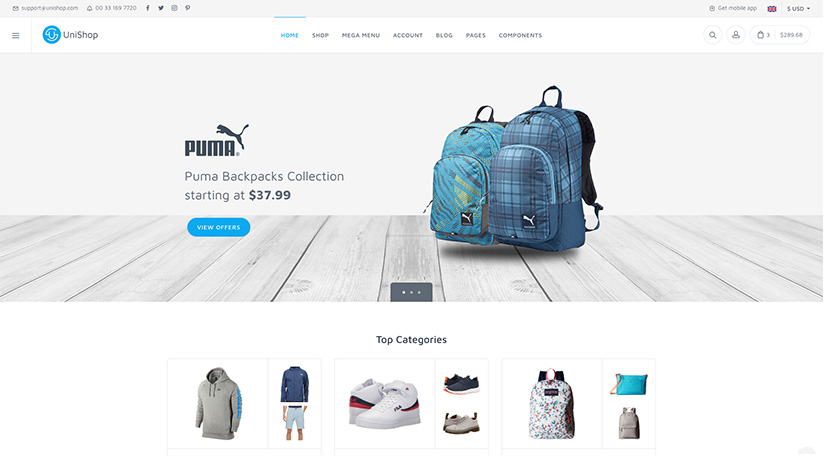 support@unishop.com 00 33 169 7720 Get mobile app $ USD
UniShop HOME SHOP MEGA MENU ACCOUNT BLOG PAGES COMPONENTS 3 $289.68
PUMA
Puma Backpacks Collection
starting at $37.99
VIEW OFFERS
Top Categories
FILA